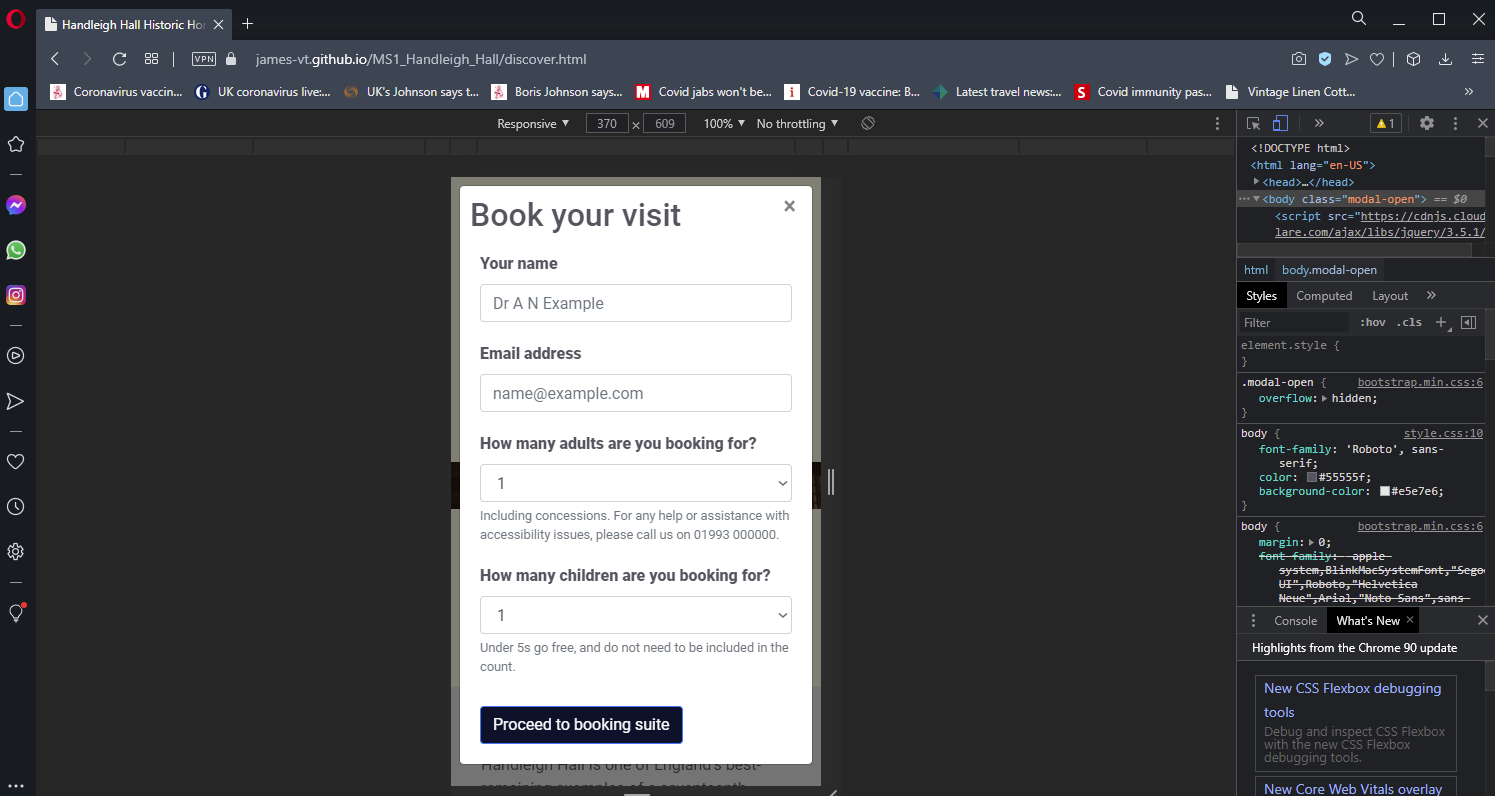 Handleigh Hall Historic Ho
VPN
james-vt.github.io/MS1_Handleigh_Hall/discover.html
Coronavirus vaccin...
UK coronavirus live:...
UK's Johnson says t...
Boris Johnson says...
Covid jabs won't be...
Covid-19 vaccine: B...
Latest travel news:...
Covid immunity pas...
Vintage Linen Cott...
»
Responsive ▼ 370 × 609 100% ▼ No throttling ▼
Book your visit ×
Your name
Dr A N Example
Email address
name@example.com
How many adults are you booking for?
1
Including concessions. For any help or assistance with
accessibility issues, please call us on 01993 000000.
How many children are you booking for?
1
Under 5s go free, and do not need to be included in the
count.
Proceed to booking suite
Handleigh Hall is one of England's best-
remaining examples of a seventeenth
» 1
<!DOCTYPE html>
<html lang="en-US">
<head>…</head>
<body class="modal-open"> == $0
<script src="https://cdnjs.cloud
lare.com/ajax/libs/jquery/3.5.1/
html body.modal-open
Styles Computed Layout »
Filter :hov .cls +
element.style {
}
.modal-open { bootstrap.min.css:6
overflow: hidden;
}
body { style.css:10
font-family: 'Roboto', sans-
serif;
color: #55555f;
background-color: #e5e7e6;
}
body { bootstrap.min.css:6
margin: 0;
font-family: -apple-
system,BlinkMacSystemFont,"Sego
UI",Roboto,"Helvetica
Neue",Arial,"Noto Sans",sans-
Console What's New ×
Highlights from the Chrome 90 update
New CSS Flexbox debugging
tools
Debug and inspect CSS Flexbox
with the new CSS Flexbox
debugging tools.
New Core Web Vitals overlay